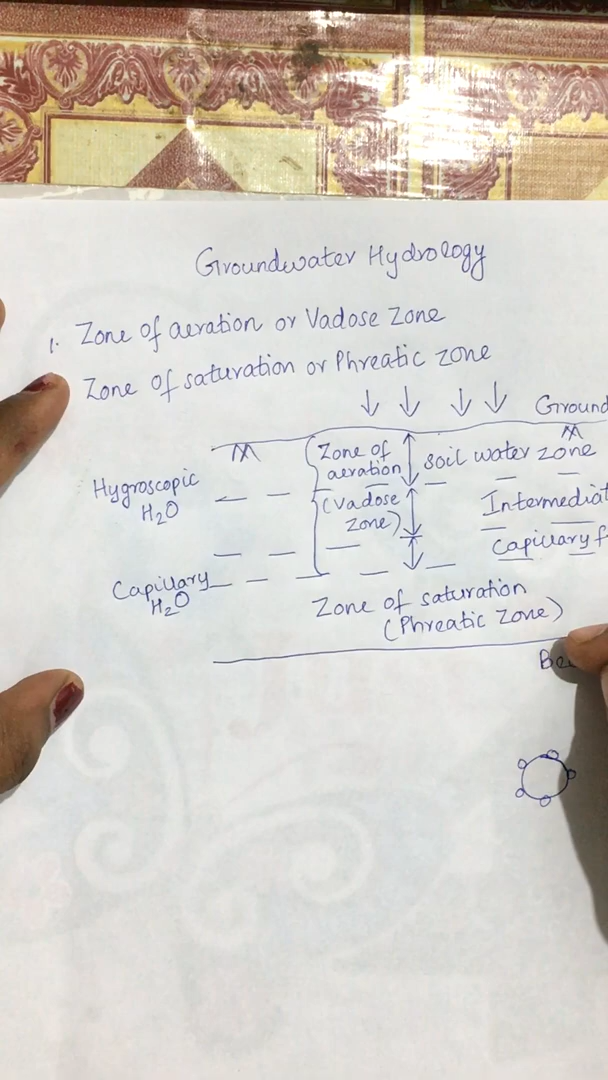 Groundwater Hydrology
1. Zone of aeration or Vadose Zone
Zone of saturation or Phreatic zone
Ground
Zone of aeration soil water zone
Hygroscopic H2O
(Vadose zone) Intermediat
Capillary f
Capillary H2O
Zone of saturation
(Phreatic Zone)